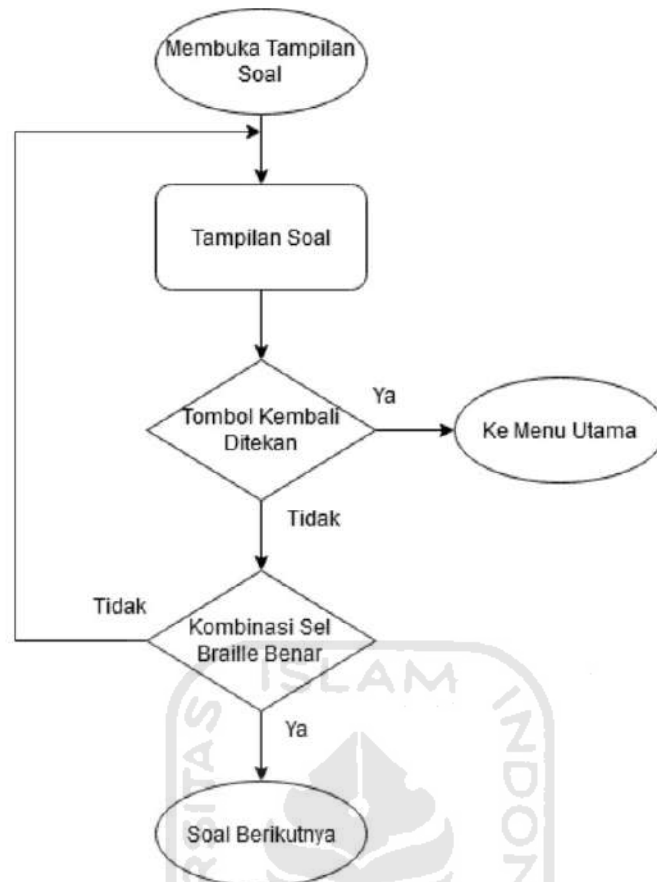 Membuka Tampilan
Soal
Tampilan Soal
Tombol Kembali
Ditekan
Ya
Ke Menu Utama
Tidak
Tidak
Kombinasi Sel
Braille Benar
ISLAM
Ya
Soal Berikutnya